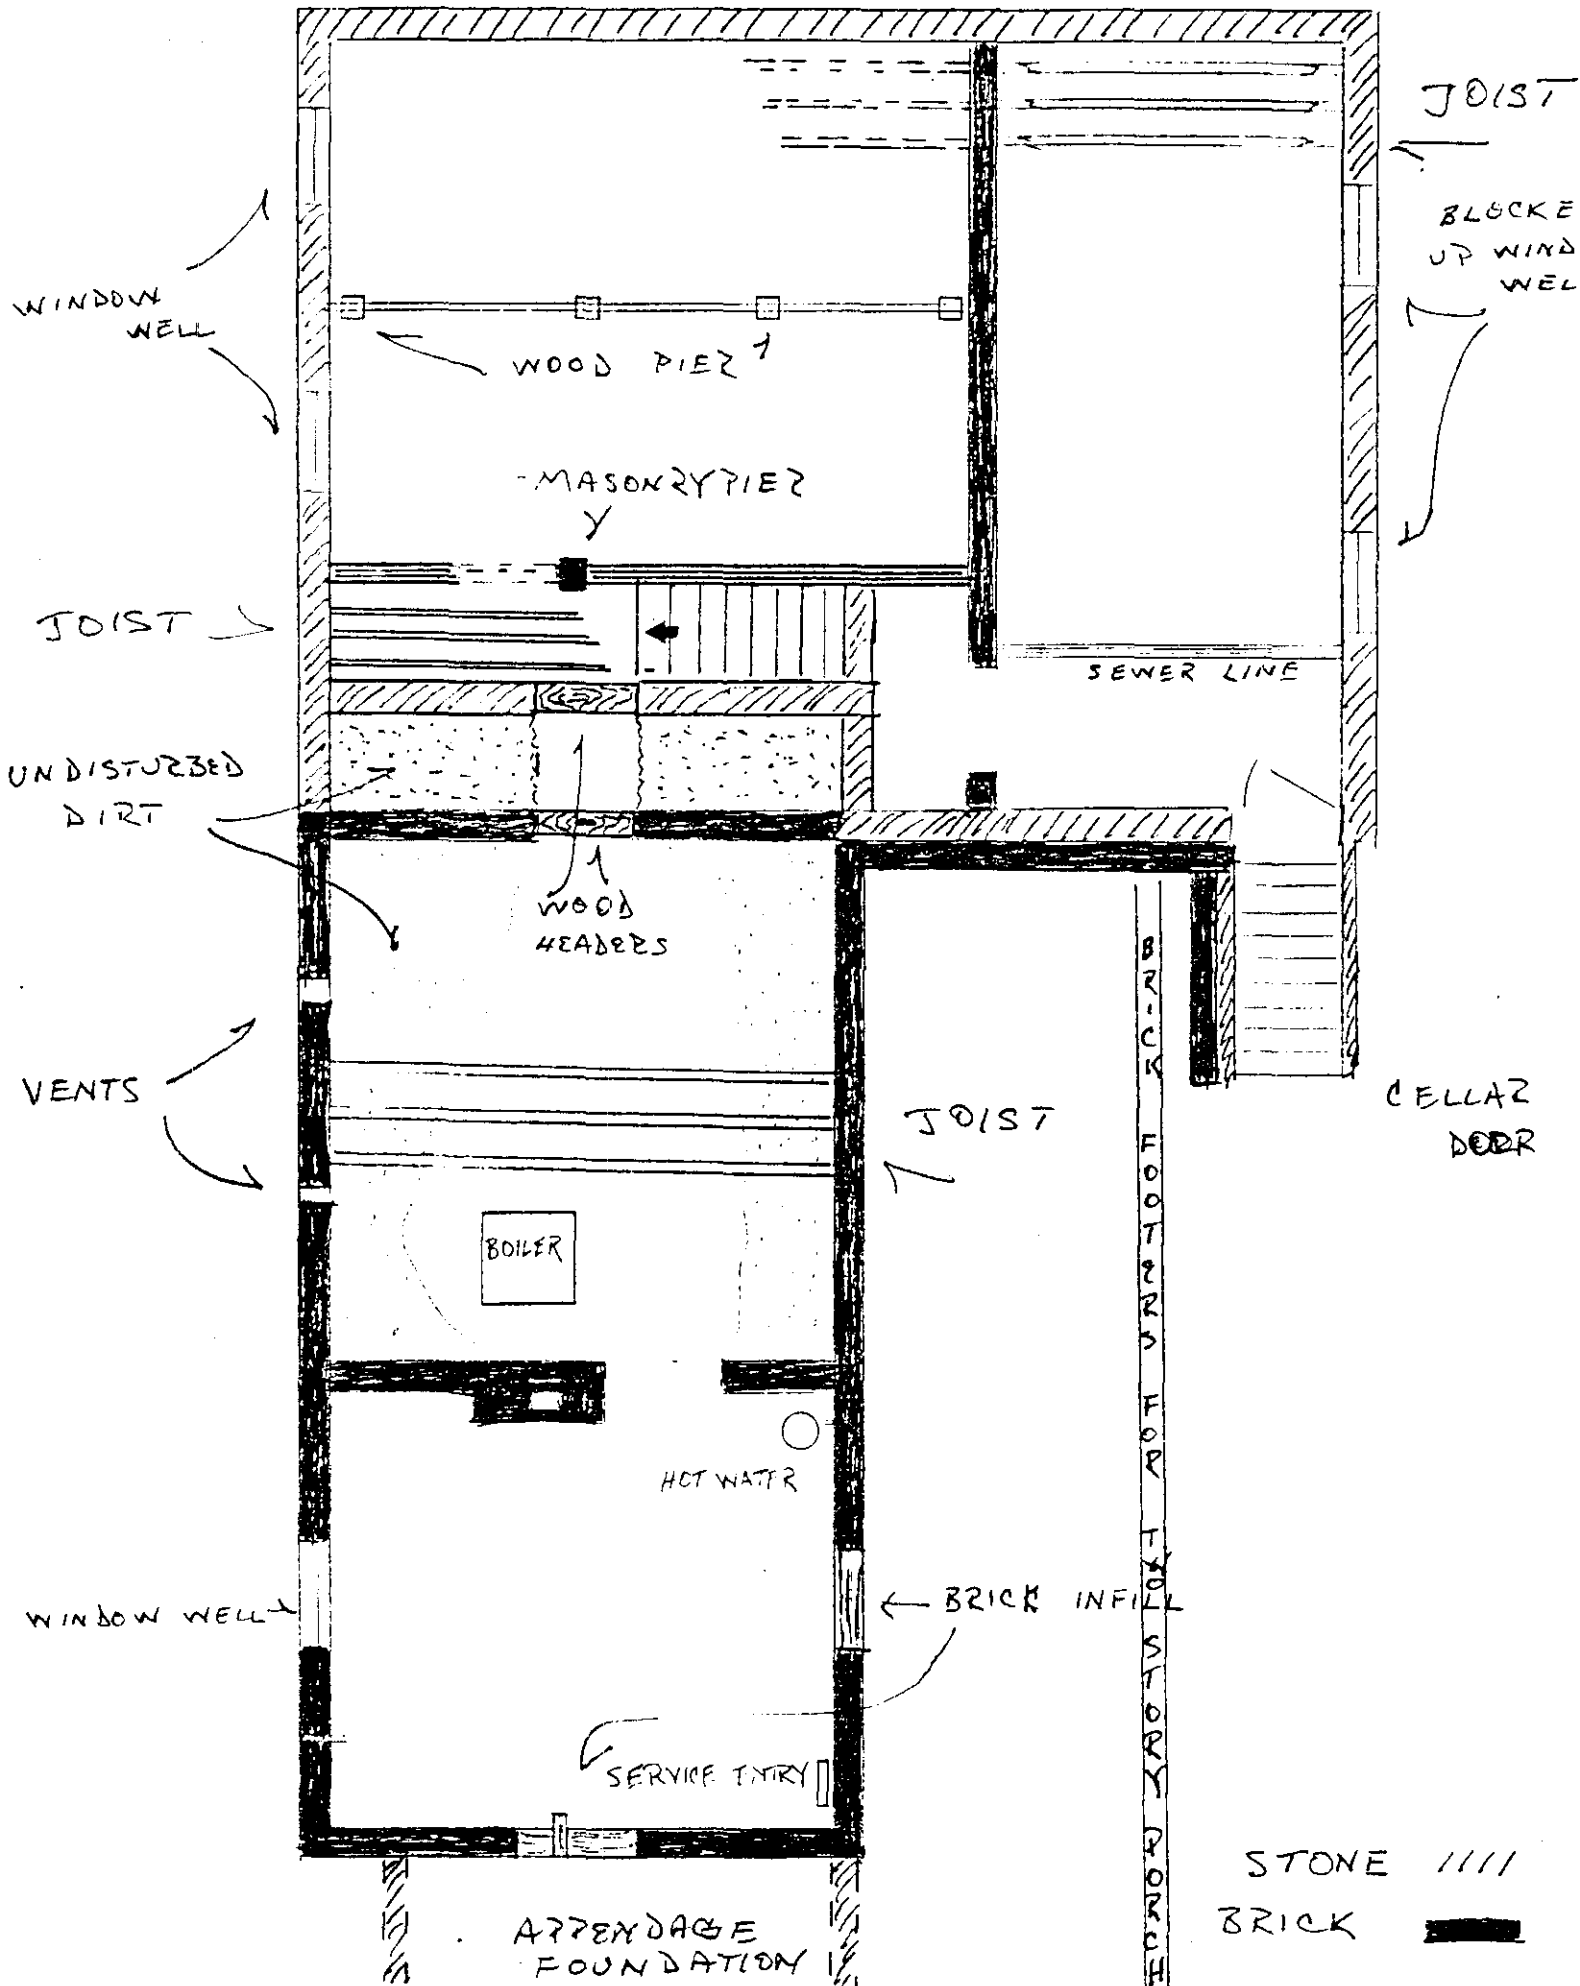 JOIST
BLOCKE
UP WIND
WEL
WINDOW
WELL
WOOD PIER
MASONRY PIER
JOIST
SEWER LINE
UNDISTURBED
DIRT
WOOD
HEADERS
BRICK FOOTERS FOR TWO STORY PORCH
VENTS
JOIST
CELLAR
DOOR
BOILER
HOT WATER
WINDOW WELL
BRICK INFILL
SERVICE ENTRY
STONE
BRICK
APPENDAGE
FOUNDATION